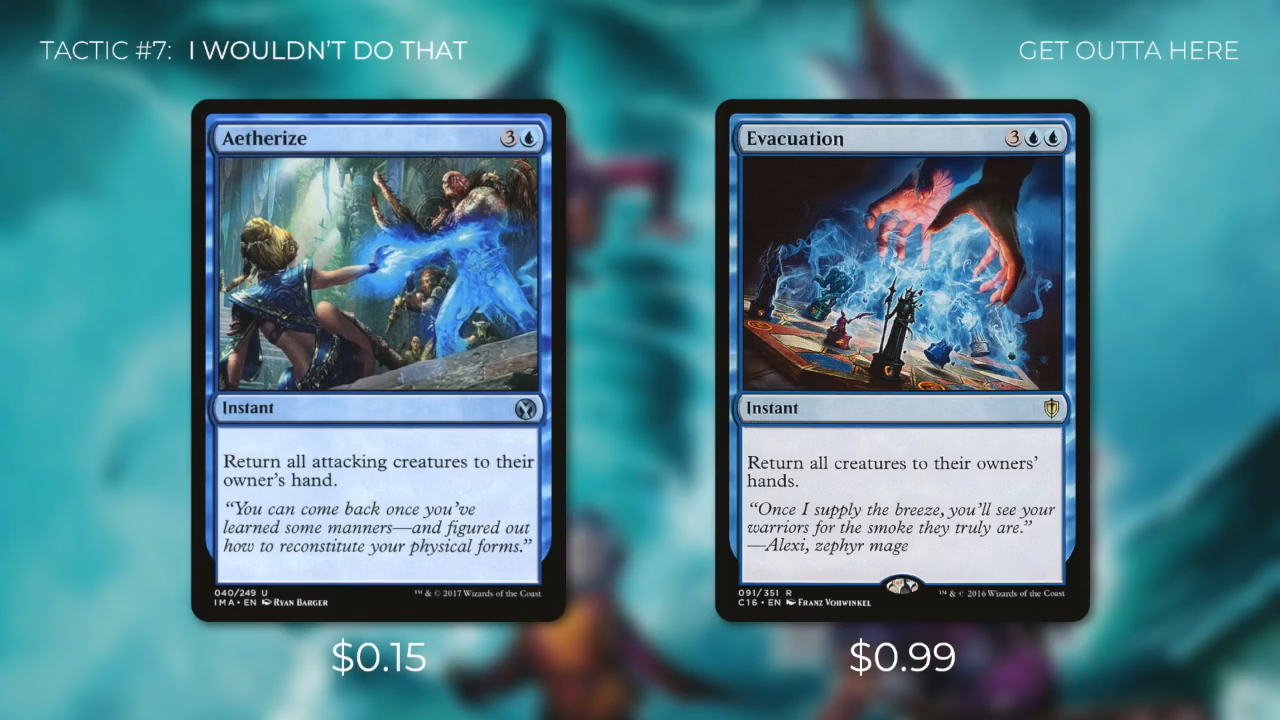 TACTIC #7: I WOULDN'T DO THAT
GET OUTTA HERE
Aetherize 3
Instant
Return all attacking creatures to their
owner's hand.
“You can come back once you've
learned some manners—and figured out
how to reconstitute your physical forms.”
040/249 U
IMA • EN RYAN BARGER
™ & © 2017 Wizards of the Coast
$0.15
Evacuation 3
Instant
Return all creatures to their owners'
hands.
“Once I supply the breeze, you'll see your
warriors for the smoke they truly are.”
—Alexi, zephyr mage
091/351 R
C16 • EN FRANZ VOHWINKEL
™ & © 2016 Wizards of the Coast
$0.99